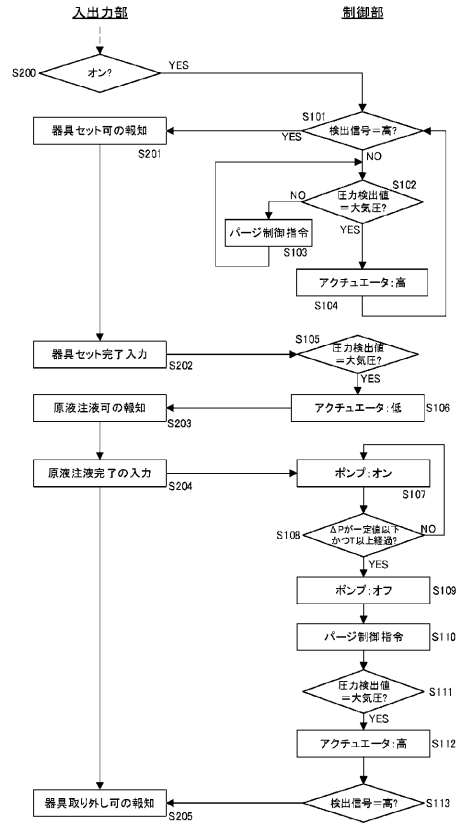 入出力部
制御部
S200
オン?
YES
S101
検出信号=高?
YES
NO
器具セット可の報知
S201
S102
圧力検出値
=大気圧?
NO
YES
パージ制御指令
S103
アクチュエータ:高
S104
器具セット完了入力
S202
S105
圧力検出値
=大気圧?
YES
アクチュエータ:低
S106
原液注液可の報知
S203
原液注液完了の入力
S204
ポンプ:オン
S107
S108
ΔPが一定値以下
かつT以上経過?
NO
YES
ポンプ:オフ
S109
パージ制御指令
S110
圧力検出値
=大気圧?
S111
YES
アクチュエータ:高
S112
検出信号=高?
S113
器具取り外し可の報知
S205